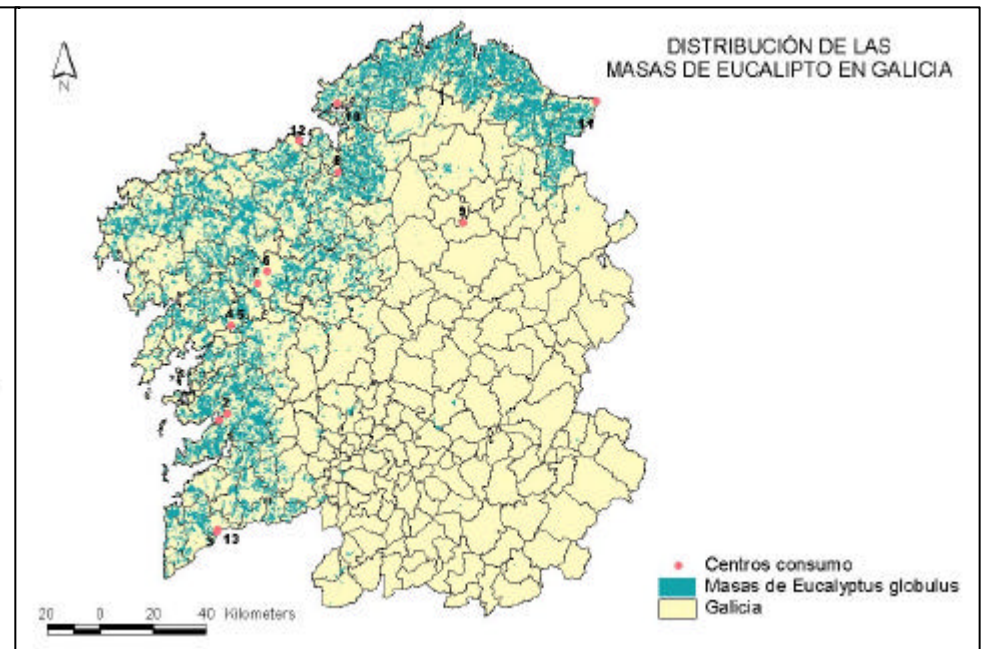 DISTRIBUCIÓN DE LAS
MASAS DE EUCALIPTO EN GALICIA
N
12
10
11
8
9
6
7
4 5
2
3 13
Centros consumo
Masas de Eucalyptus globulus
Galicia
20 0 20 40 Kilometers